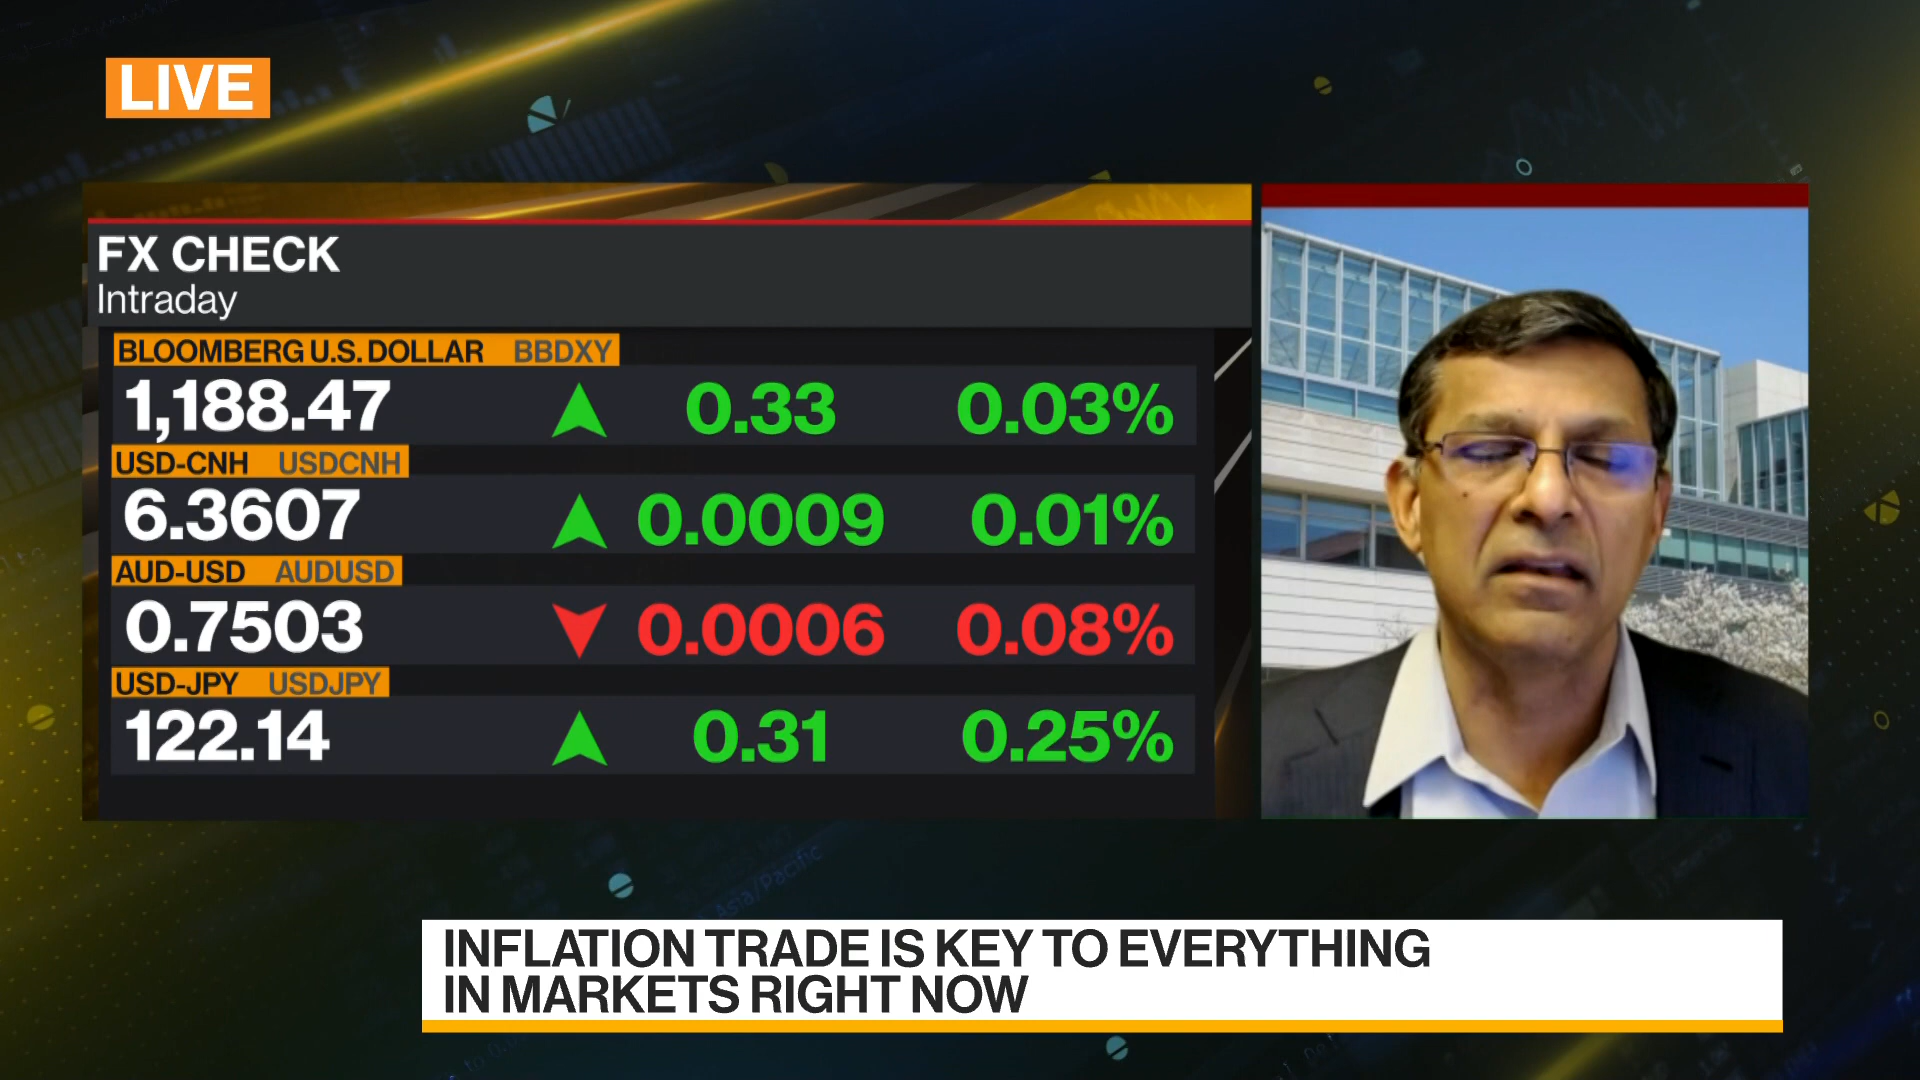 LIVE
FX CHECK
Intraday
BLOOMBERG U.S. DOLLAR BBDXY
1,188.47 0.33 0.03%
USD-CNH USDCNH
6.3607 0.0009 0.01%
AUD-USD AUDUSD
0.7503 0.0006 0.08%
USD-JPY USDJPY
122.14 0.31 0.25%
Asia/Pacific
INFLATION TRADE IS KEY TO EVERYTHING
IN MARKETS RIGHT NOW